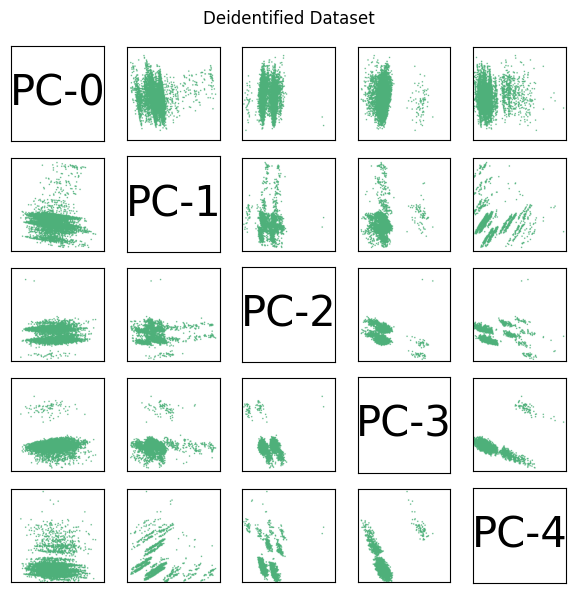 Deidentified Dataset
PC-0
PC-1
PC-2
PC-3
PC-4